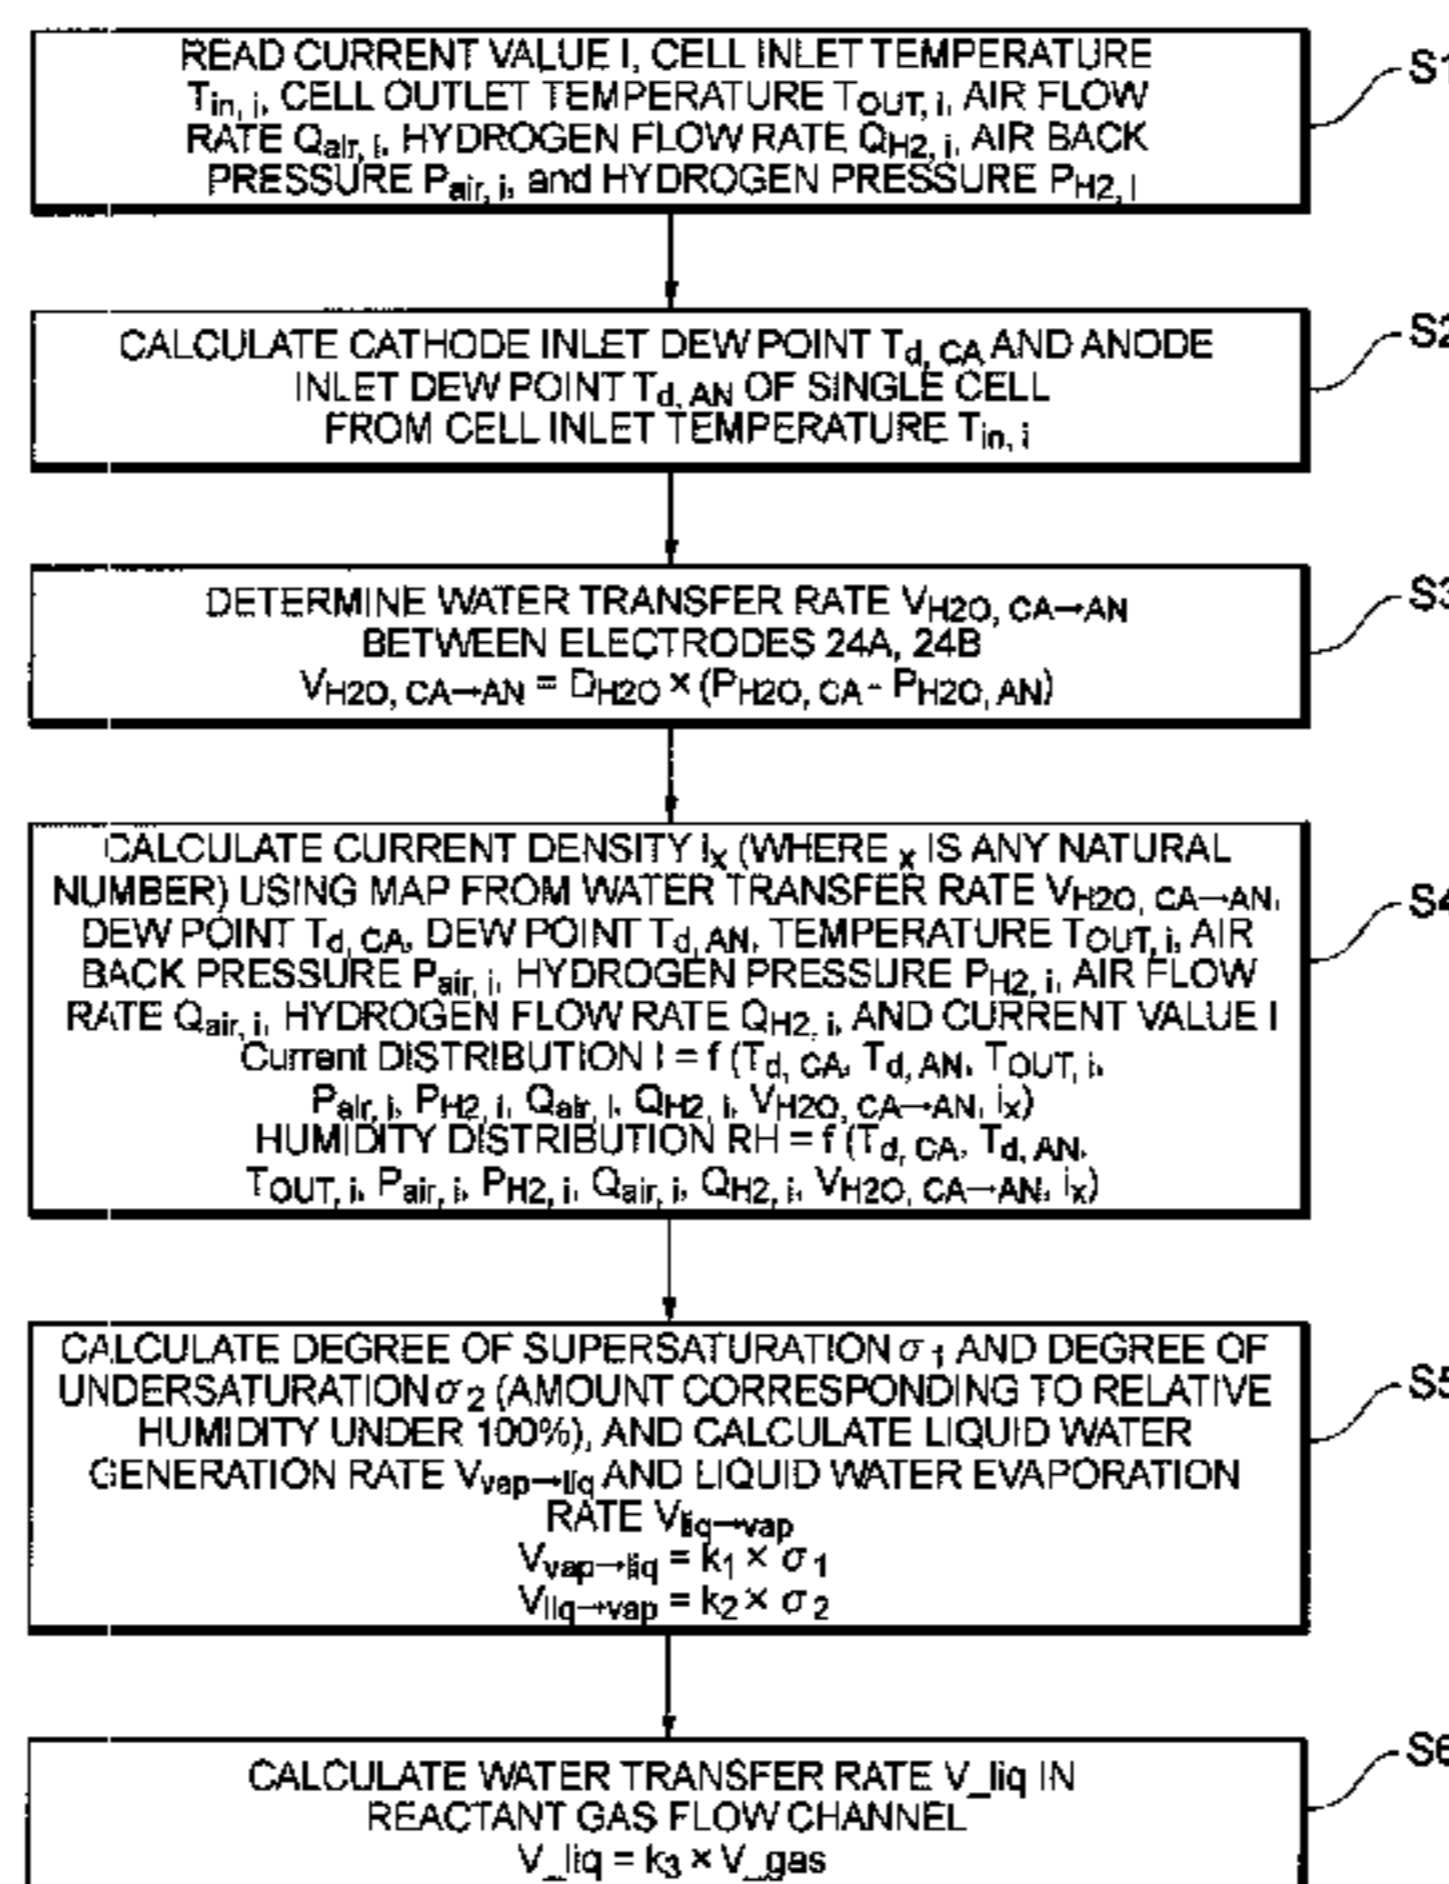 READ CURRENT VALUE I, CELL INLET TEMPERATURE
Tin, i, CELL OUTLET TEMPERATURE TOUT, i, AIR FLOW
RATE Qair, i, HYDROGEN FLOW RATE QH2, i, AIR BACK
PRESSURE Pair, i, and HYDROGEN PRESSURE PH2, i
S1
CALCULATE CATHODE INLET DEW POINT Td, CA AND ANODE
INLET DEW POINT Td, AN OF SINGLE CELL
FROM CELL INLET TEMPERATURE Tin, i
S2
DETERMINE WATER TRANSFER RATE VH2O, CA→AN
BETWEEN ELECTRODES 24A, 24B
VH2O, CA→AN = DH2O × (PH2O, CA - PH2O, AN)
S3
CALCULATE CURRENT DENSITY ix (WHERE x IS ANY NATURAL
NUMBER) USING MAP FROM WATER TRANSFER RATE VH2O, CA→AN,
DEW POINT Td, CA, DEW POINT Td, AN, TEMPERATURE TOUT, i, AIR
BACK PRESSURE Pair, i, HYDROGEN PRESSURE PH2, i, AIR FLOW
RATE Qair, i, HYDROGEN FLOW RATE QH2, i, AND CURRENT VALUE I
Current DISTRIBUTION I = f (Td, CA, Td, AN, TOUT, i,
Pair, i, PH2, i, Qair, i, QH2, i, VH2O, CA→AN, ix)
HUMIDITY DISTRIBUTION RH = f (Td, CA, Td, AN,
TOUT, i, Pair, i, PH2, i, Qair, i, QH2, i, VH2O, CA→AN, ix)
S4
CALCULATE DEGREE OF SUPERSATURATION σ1 AND DEGREE OF
UNDERSATURATION σ2 (AMOUNT CORRESPONDING TO RELATIVE
HUMIDITY UNDER 100%), AND CALCULATE LIQUID WATER
GENERATION RATE Vvap→liq AND LIQUID WATER EVAPORATION
RATE Vliq→vap
Vvap→liq = k1 × σ1
Vliq→vap = k2 × σ2
S5
CALCULATE WATER TRANSFER RATE V_liq IN
REACTANT GAS FLOW CHANNEL
V_liq = k3 × V_gas
S6